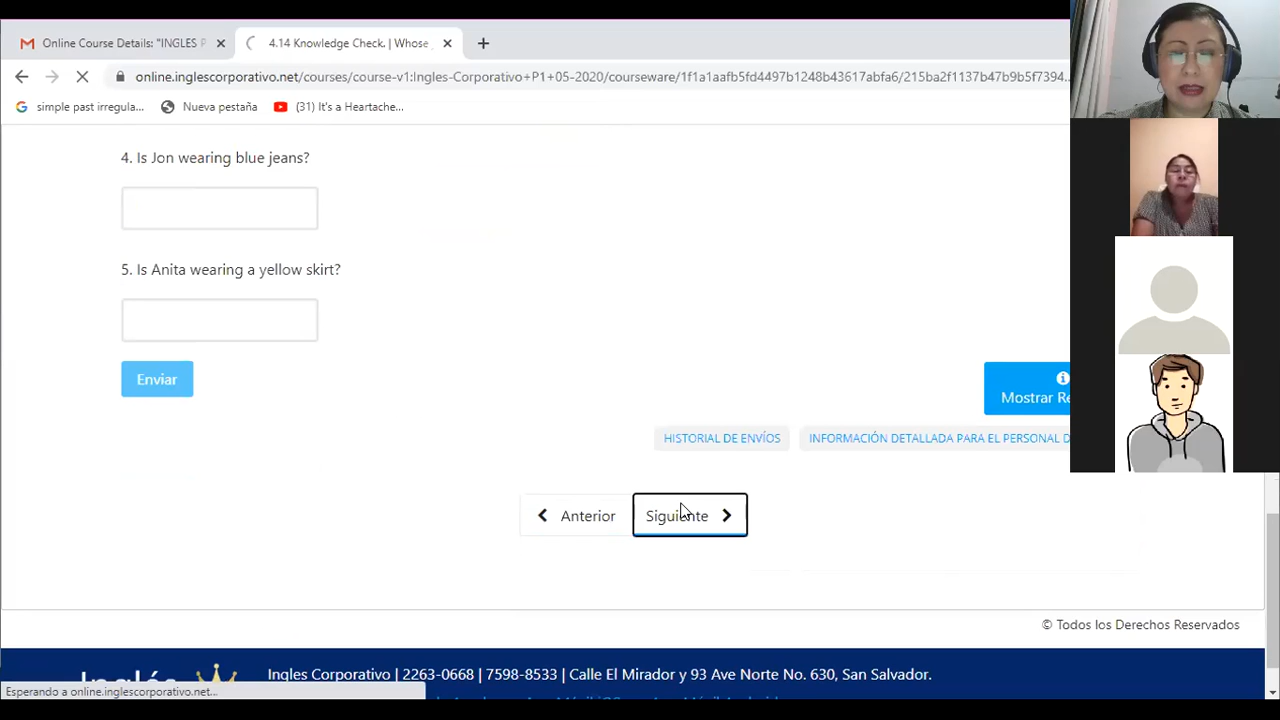 Online Course Details: "INGLES P
4.14 Knowledge Check. | Whose
online.inglescorporativo.net/courses/course-v1:Ingles-Corporativo+P1+05-2020/courseware/1f1a1aafb5fd4497b1248b43617abfa6/215ba2f1137b47b9b5f7394...
simple past irregula...
Nueva pestaña
(31) It's a Heartache...
4. Is Jon wearing blue jeans?
5. Is Anita wearing a yellow skirt?
Enviar
Mostrar Re
HISTORIAL DE ENVÍOS
INFORMACIÓN DETALLADA PARA EL PERSONAL D
Anterior
Siguiente
© Todos los Derechos Reservados
Inglés
Ingles Corporativo | 2263-0668 | 7598-8533 | Calle El Mirador y 93 Ave Norte No. 630, San Salvador.
Esperando a online.inglescorporativo.net...